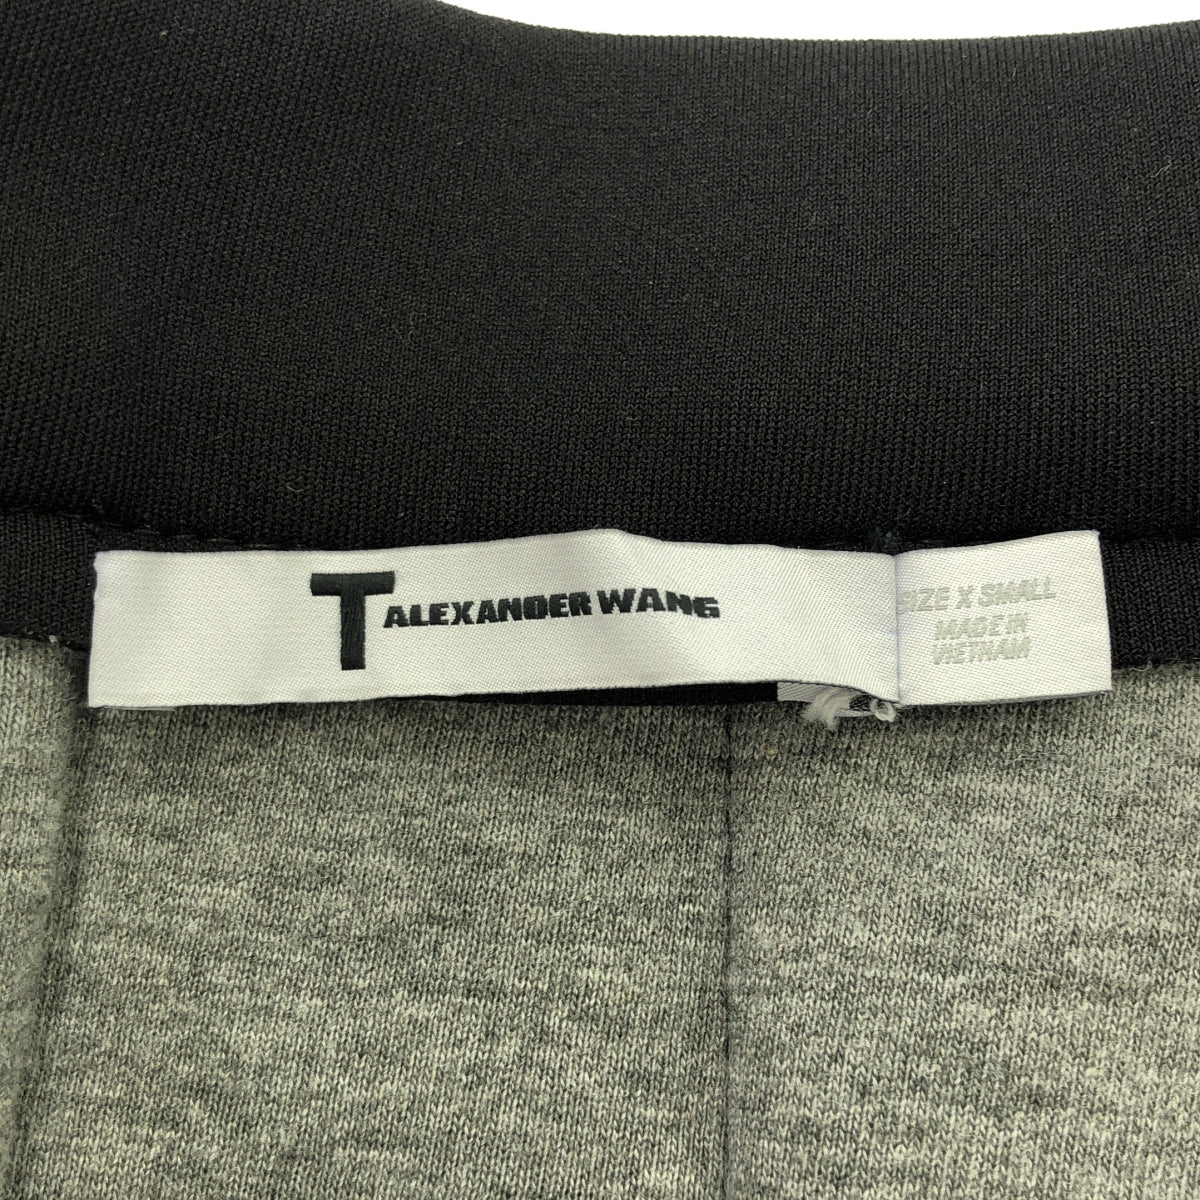 T ALEXANDER WANG
SIZE X SMALL
MADE IN
VIETNAM